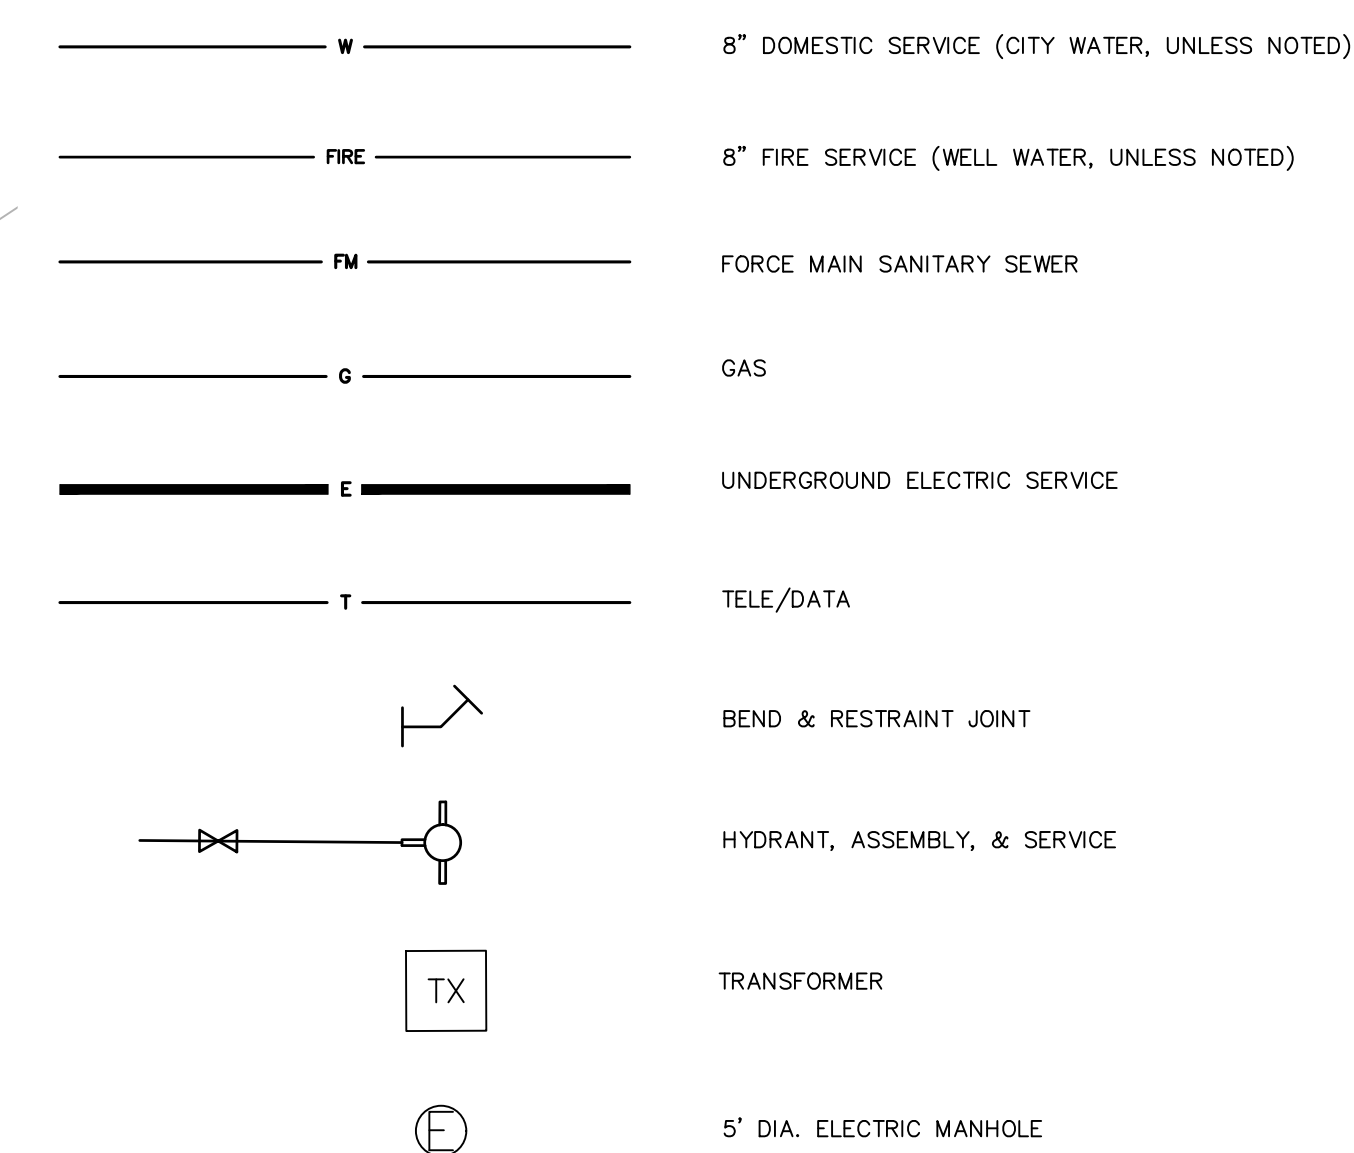 W 8" DOMESTIC SERVICE (CITY WATER, UNLESS NOTED)
FIRE 8" FIRE SERVICE (WELL WATER, UNLESS NOTED)
FM FORCE MAIN SANITARY SEWER
G GAS
E UNDERGROUND ELECTRIC SERVICE
T TELE/DATA
BEND & RESTRAINT JOINT
HYDRANT, ASSEMBLY, & SERVICE
TX TRANSFORMER
E 5' DIA. ELECTRIC MANHOLE